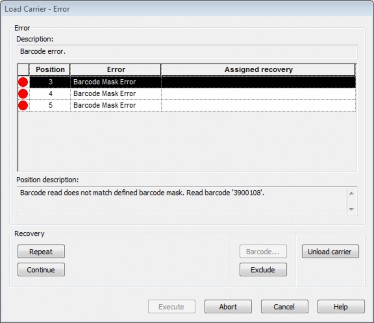 Load Carrier - Error
Error
Description:
Barcode error.
Position Error Assigned recovery
3 Barcode Mask Error
4 Barcode Mask Error
5 Barcode Mask Error
Position description:
Barcode read does not match defined barcode mask. Read barcode '3900108'.
Recovery
Repeat Barcode... Unload carrier
Continue Exclude
Execute Abort Cancel Help